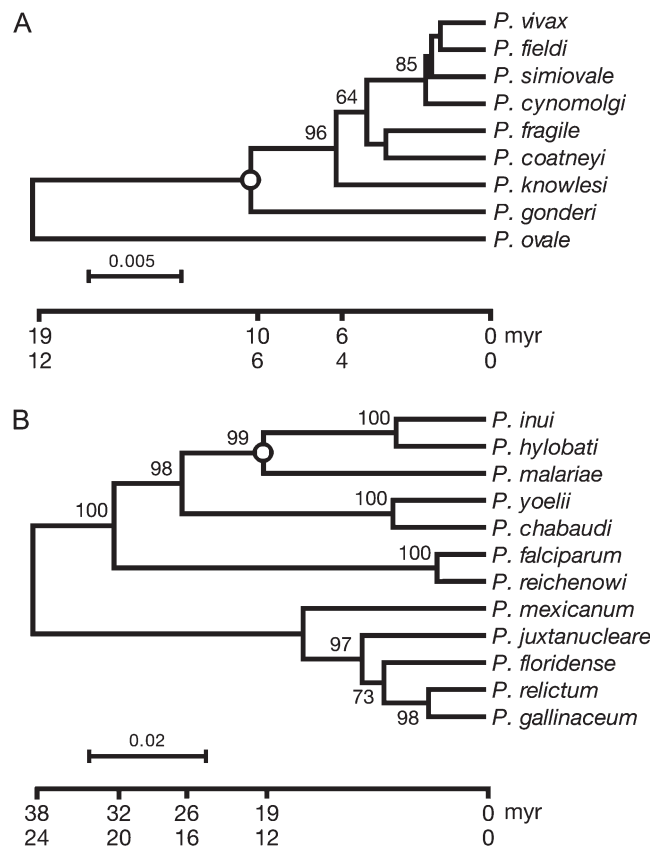 A
P. vivax
P. fieldi
85
P. simiovale
64
P. cynomolgi
96
P. fragile
P. coatneyi
P. knowlesi
P. gonderi
P. ovale
0.005
19 10 6 0 myr
12 6 4 0
B
100
P. inui
99
P. hylobati
98
P. malariae
100
P. yoelii
100
P. chabaudi
100
P. falciparum
P. reichenowi
P. mexicanum
97
P. juxtanucleare
P. floridense
73
P. relictum
98
P. gallinaceum
0.02
38 32 26 19 0 myr
24 20 16 12 0